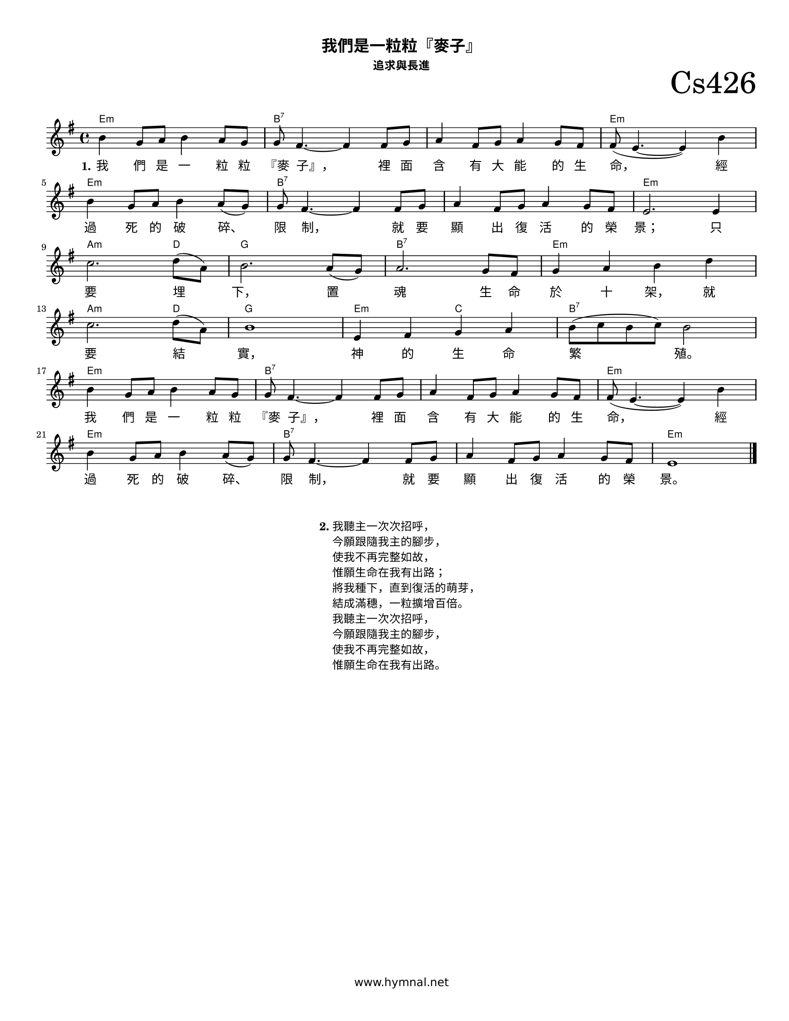 我們是一粒粒『麥子』
追求與長進
Cs426
Em B7 Em
1. 我 們 是 一 粒 粒 『麥 子』, 裡 面 含 有 大 能 的 生 命, 經
5 Em B7 Em
過 死 的 破 碎、 限 制, 就 要 顯 出 復 活 的 榮 景; 只
9 Am D G B7 Em
要 埋 下, 置 魂 生 命 於 十 架, 就
13 Am D G Em C B7
要 結 實, 神 的 生 命 繁 殖。
17 Em B7 Em
我 們 是 一 粒 粒 『麥 子』, 裡 面 含 有 大 能 的 生 命, 經
21 Em B7 Em
過 死 的 破 碎、 限 制, 就 要 顯 出 復 活 的 榮 景。
2. 我聽主一次次招呼,
今願跟隨我主的腳步,
使我不再完整如故,
惟願生命在我有出路;
將我種下,直到復活的萌芽,
結成滿穗,一粒擴增百倍。
我聽主一次次招呼,
今願跟隨我主的腳步,
使我不再完整如故,
惟願生命在我有出路。
www.hymnal.net